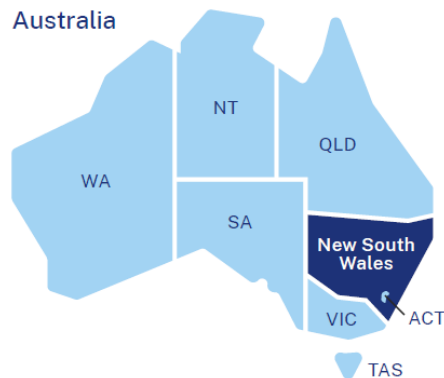 Australia
NT
QLD
WA
SA
New South
Wales
VIC
ACT
TAS